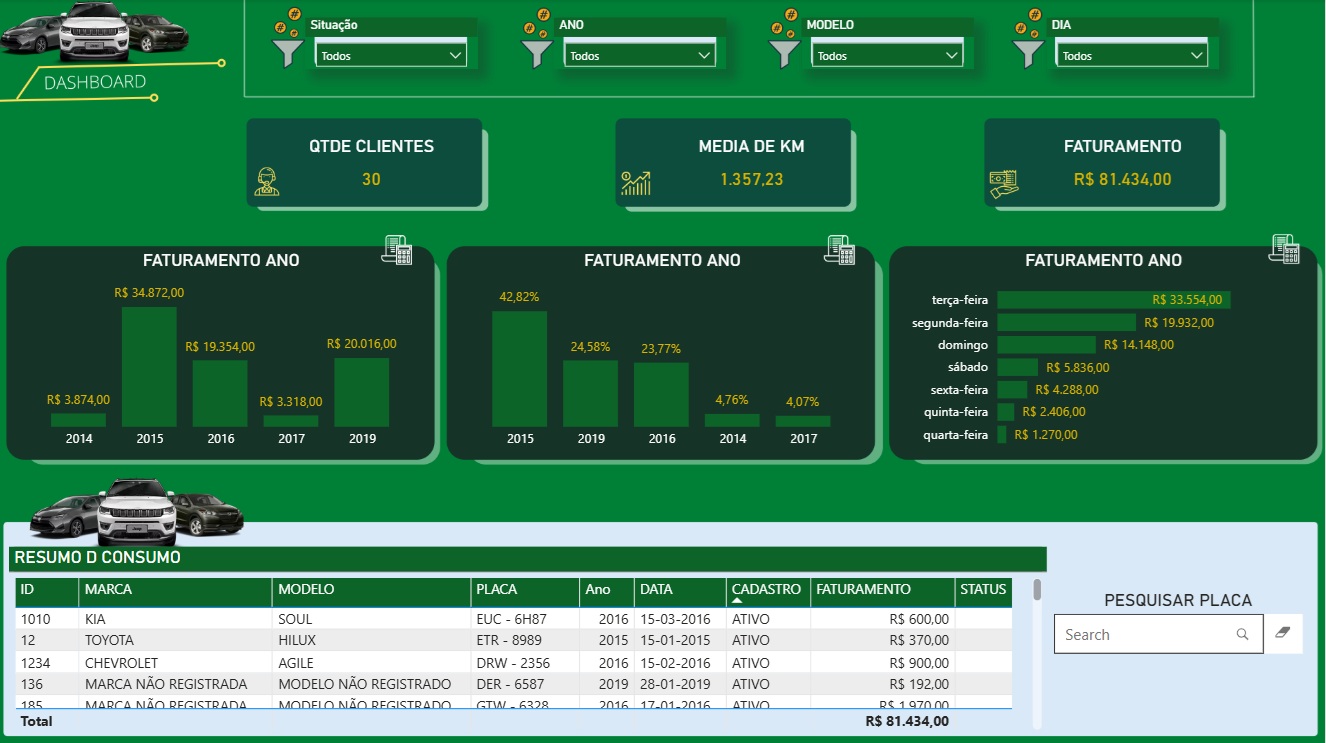 DASHBOARD
Situação
Todos
ANO
Todos
MODELO
Todos
DIA
Todos
QTDE CLIENTES
30
MEDIA DE KM
1.357,23
FATURAMENTO
R$ 81.434,00
FATURAMENTO ANO
R$ 3.874,00
R$ 34.872,00
R$ 19.354,00
R$ 3.318,00
R$ 20.016,00
2014 2015 2016 2017 2019
FATURAMENTO ANO
42,82%
24,58%
23,77%
4,76%
4,07%
2015 2019 2016 2014 2017
FATURAMENTO ANO
terça-feira R$ 33.554,00
segunda-feira R$ 19.932,00
domingo R$ 14.148,00
sábado R$ 5.836,00
sexta-feira R$ 4.288,00
quinta-feira R$ 2.406,00
quarta-feira R$ 1.270,00
RESUMO D CONSUMO
ID MARCA MODELO PLACA Ano DATA CADASTRO FATURAMENTO STATUS
1010 KIA SOUL EUC - 6H87 2016 15-03-2016 ATIVO R$ 600,00
12 TOYOTA HILUX ETR - 8989 2015 15-01-2015 ATIVO R$ 370,00
1234 CHEVROLET AGILE DRW - 2356 2016 15-02-2016 ATIVO R$ 900,00
136 MARCA NÃO REGISTRADA MODELO NÃO REGISTRADO DER - 6587 2019 28-01-2019 ATIVO R$ 192,00
185 MARCA NÃO REGISTRADA MODELO NÃO REGISTRADO GTW - 6328 2016 17-01-2016 ATIVO R$ 1.970,00
Total R$ 81.434,00
PESQUISAR PLACA
Search